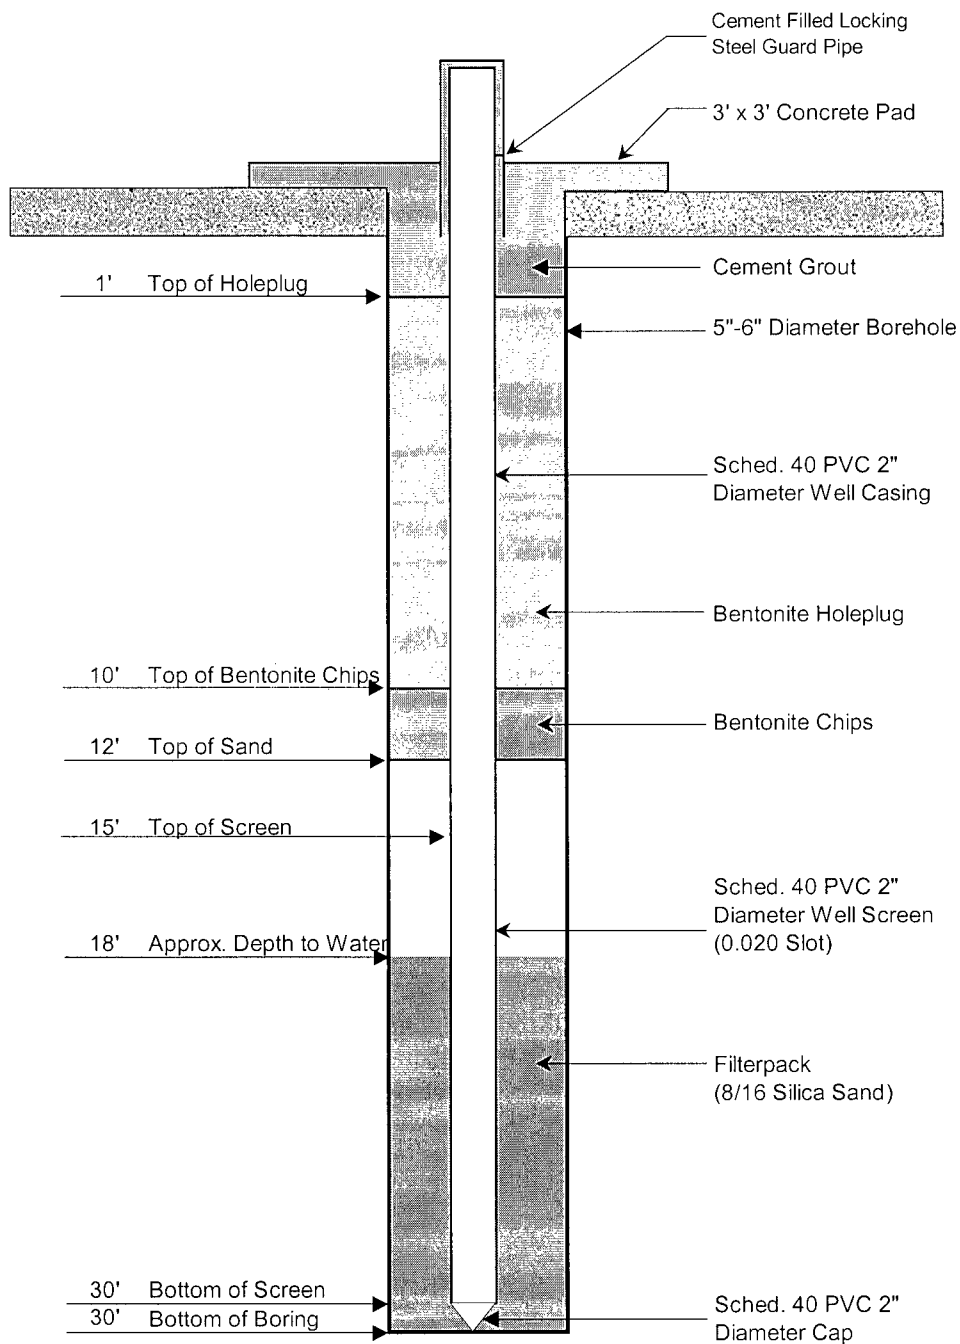 Cement Filled Locking
Steel Guard Pipe
3' x 3' Concrete Pad
Cement Grout
1' Top of Holeplug
5"-6" Diameter Borehole
Sched. 40 PVC 2"
Diameter Well Casing
Bentonite Holeplug
10' Top of Bentonite Chips
Bentonite Chips
12' Top of Sand
15' Top of Screen
Sched. 40 PVC 2"
Diameter Well Screen
(0.020 Slot)
18' Approx. Depth to Water
Filterpack
(8/16 Silica Sand)
30' Bottom of Screen
30' Bottom of Boring
Sched. 40 PVC 2"
Diameter Cap